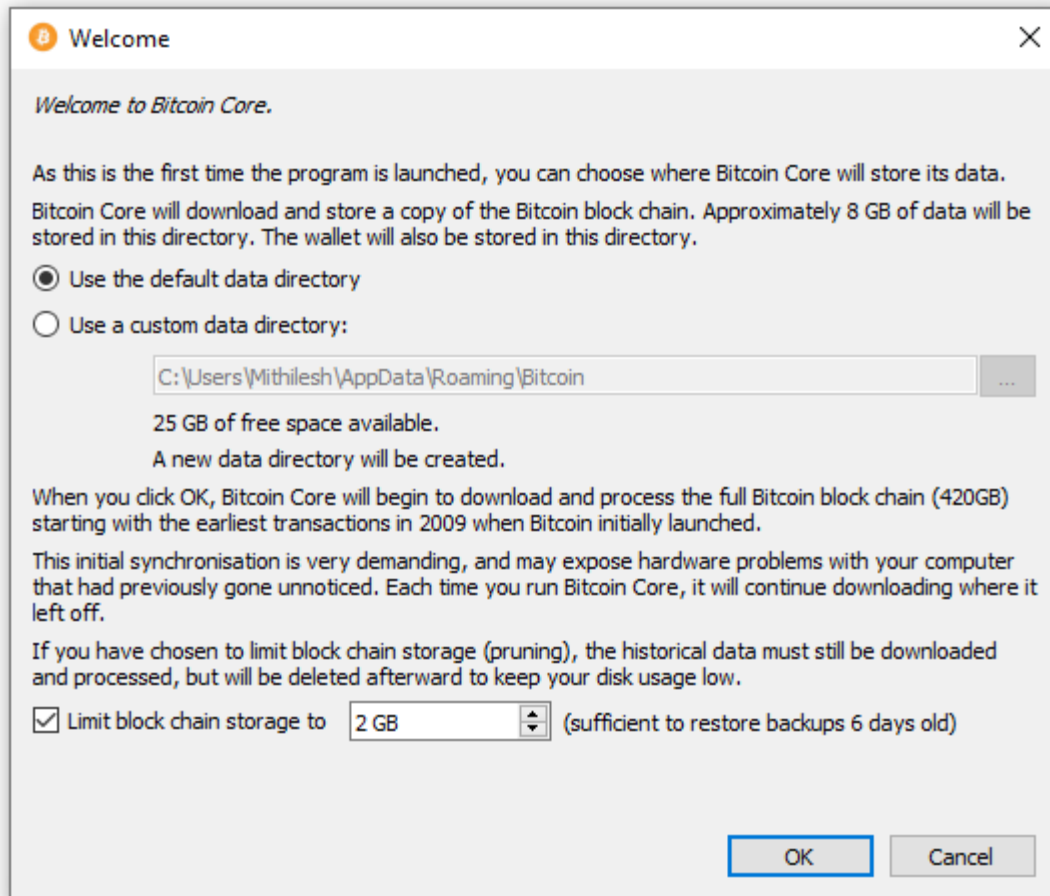 Welcome
Welcome to Bitcoin Core.
As this is the first time the program is launched, you can choose where Bitcoin Core will store its data.
Bitcoin Core will download and store a copy of the Bitcoin block chain. Approximately 8 GB of data will be
stored in this directory. The wallet will also be stored in this directory.
Use the default data directory
Use a custom data directory:
C:\Users\Mithilesh\AppData\Roaming\Bitcoin
...
25 GB of free space available.
A new data directory will be created.
When you click OK, Bitcoin Core will begin to download and process the full Bitcoin block chain (420GB)
starting with the earliest transactions in 2009 when Bitcoin initially launched.
This initial synchronisation is very demanding, and may expose hardware problems with your computer
that had previously gone unnoticed. Each time you run Bitcoin Core, it will continue downloading where it
left off.
If you have chosen to limit block chain storage (pruning), the historical data must still be downloaded
and processed, but will be deleted afterward to keep your disk usage low.
Limit block chain storage to 2 GB (sufficient to restore backups 6 days old)
OK Cancel